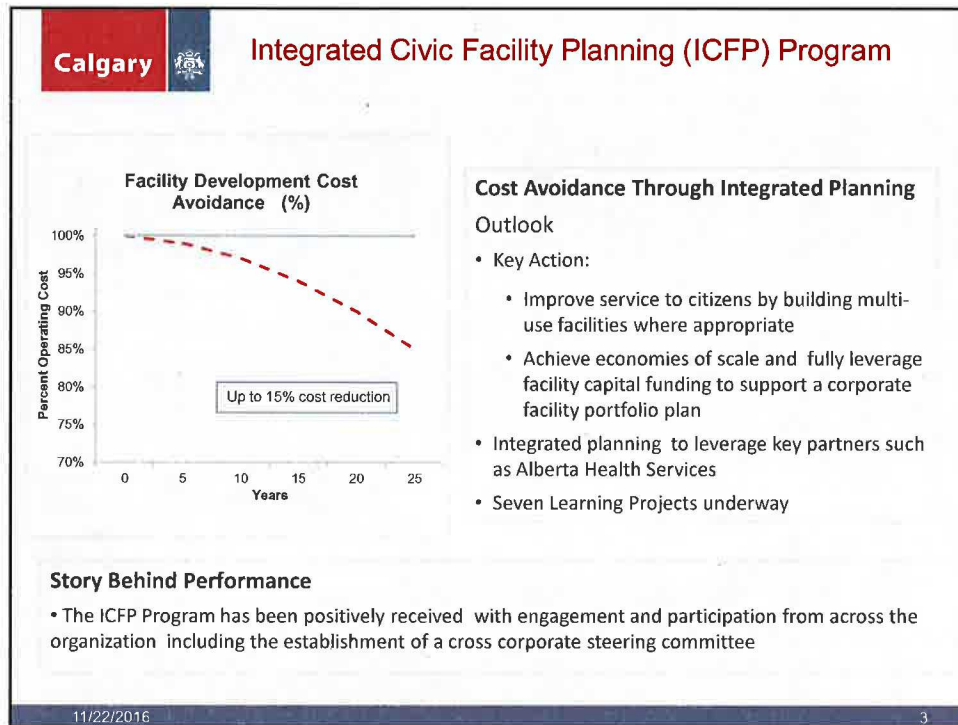 Calgary
Integrated Civic Facility Planning (ICFP) Program
Facility Development Cost
Avoidance (%)
100%
95%
90%
85%
80%
75%
70%
Percent Operating Cost
Up to 15% cost reduction
0 5 10 15 20 25
Years
Cost Avoidance Through Integrated Planning
Outlook
• Key Action:
• Improve service to citizens by building multi-
use facilities where appropriate
• Achieve economies of scale and fully leverage
facility capital funding to support a corporate
facility portfolio plan
• Integrated planning to leverage key partners such
as Alberta Health Services
• Seven Learning Projects underway
Story Behind Performance
• The ICFP Program has been positively received with engagement and participation from across the
organization including the establishment of a cross corporate steering committee
11/22/2016
3